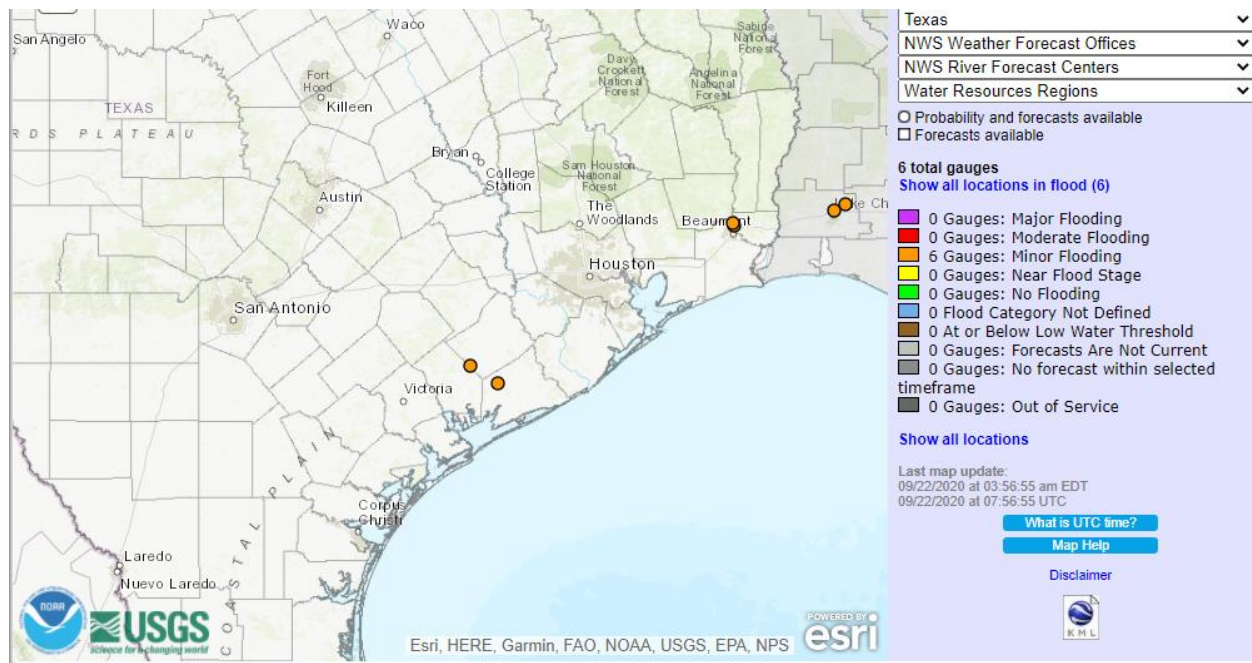 Waco
San Angelo
Sabine
National
Forest
Davy
Crockett
National
Forest
Angelina
National
Forest
Fort
Hood
Killeen
TEXAS
RDS PLATEAU
Bryan
College
Station
Sam Houston
National
Forest
Austin
The
Woodlands
Beaumont
ke Ch
Houston
San Antonio
Victoria
COASTAL PLAIN
Corpus
Christi
Laredo
Nuevo Laredo
NOAA
USGS
science for a changing world
Esri, HERE, Garmin, FAO, NOAA, USGS, EPA, NPS
POWERED BY
esri
Texas
NWS Weather Forecast Offices
NWS River Forecast Centers
Water Resources Regions
Probability and forecasts available
Forecasts available
6 total gauges
Show all locations in flood (6)
0 Gauges: Major Flooding
0 Gauges: Moderate Flooding
6 Gauges: Minor Flooding
0 Gauges: Near Flood Stage
0 Gauges: No Flooding
0 Flood Category Not Defined
0 At or Below Low Water Threshold
0 Gauges: Forecasts Are Not Current
0 Gauges: No forecast within selected
timeframe
0 Gauges: Out of Service
Show all locations
Last map update:
09/22/2020 at 03:56:55 am EDT
09/22/2020 at 07:56:55 UTC
What is UTC time?
Map Help
Disclaimer
KML